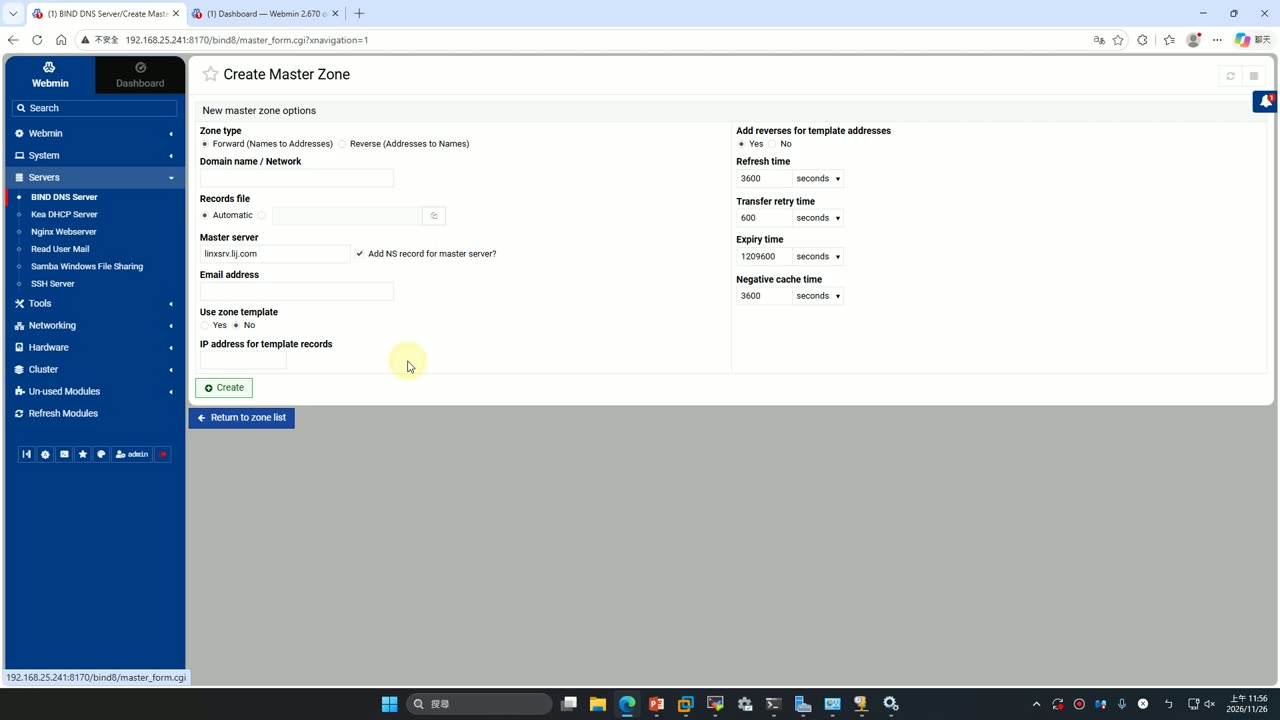 (1) BIND DNS Server/Create Maste
(1) Dashboard — Webmin 2.670 o
不安全
192.168.25.241:8170/bind8/master_form.cgi?xnavigation=1
聊天
Webmin
Dashboard
Search
Webmin
System
Servers
BIND DNS Server
Kea DHCP Server
Nginx Webserver
Read User Mail
Samba Windows File Sharing
SSH Server
Tools
Networking
Hardware
Cluster
Un-used Modules
Refresh Modules
admin
Create Master Zone
New master zone options
Zone type
Forward (Names to Addresses) Reverse (Addresses to Names)
Domain name / Network
Records file
Automatic
Master server
linxsrv.lij.com Add NS record for master server?
Email address
Use zone template
Yes No
IP address for template records
Add reverses for template addresses
Yes No
Refresh time
3600 seconds
Transfer retry time
600 seconds
Expiry time
1209600 seconds
Negative cache time
3600 seconds
Create
Return to zone list
192.168.25.241:8170/bind8/master_form.cgi
搜尋
上午 11:56
2026/11/26